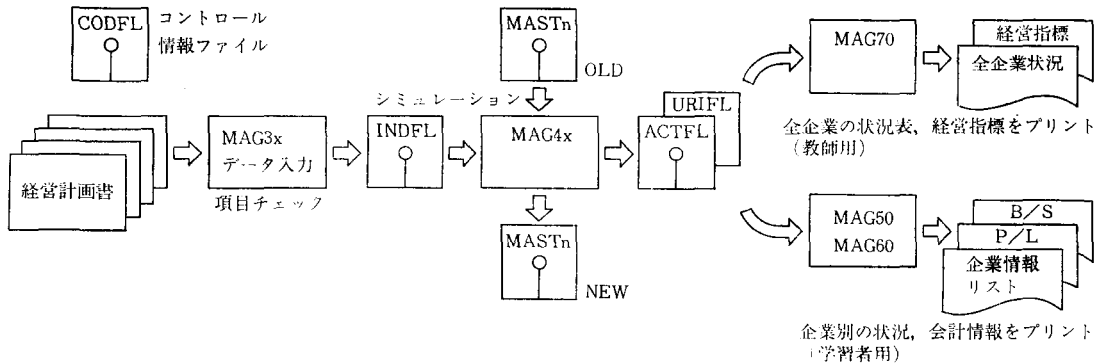 CODFL
コントロール
情報ファイル
経営計画書
MAG3x
データ入力
項目チェック
INDFL
MASTn
OLD
シミュレーション
MAG4x
MASTn
NEW
URIFL
ACTFL
MAG70
経営指標
全企業状況
全企業の状況表，経営指標をプリント
（教師用）
MAG50
MAG60
B／S
P／L
企業情報
リスト
企業別の状況，会計情報をプリント
（学習者用）